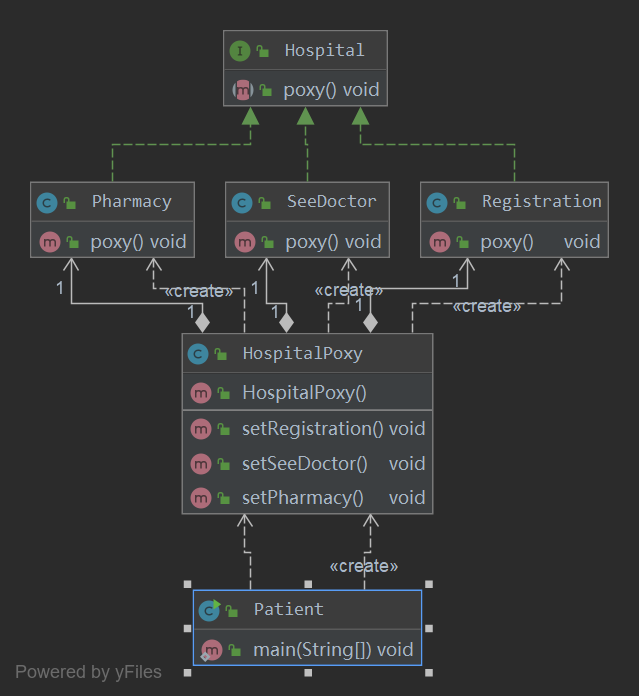 Hospital
poxy() void
Pharmacy
poxy() void
SeeDoctor
poxy() void
Registration
poxy() void
1
«create»
1
1
«create»
1
1
«create»
1
HospitalPoxy
HospitalPoxy()
setRegistration() void
setSeeDoctor() void
setPharmacy() void
«create»
Patient
main(String[]) void
Powered by yFiles